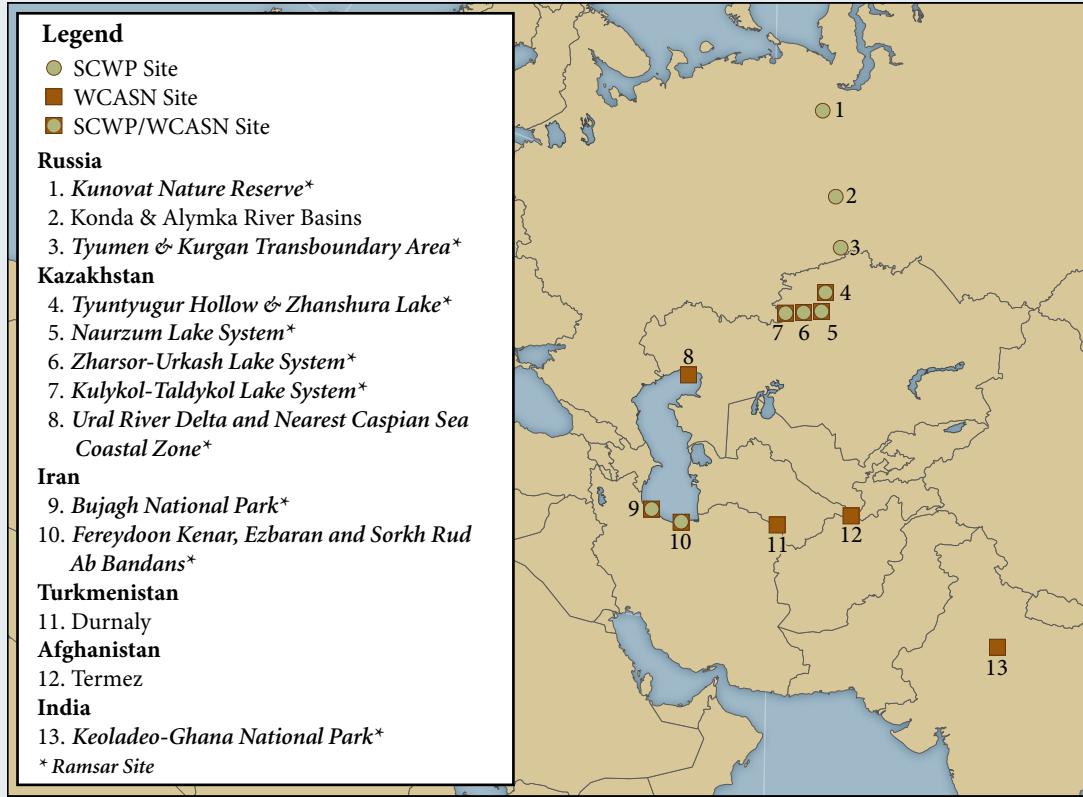 Legend
SCWP Site
WCASN Site
SCWP/WCASN Site
Russia
1. Kunovat Nature Reserve*
2. Konda & Alymka River Basins
3. Tyumen & Kurgan Transboundary Area*
Kazakhstan
4. Tyuntyugur Hollow & Zhanshura Lake*
5. Naurzum Lake System*
6. Zharsor-Urkash Lake System*
7. Kulykol-Taldykol Lake System*
8. Ural River Delta and Nearest Caspian Sea
Coastal Zone*
Iran
9. Bujagh National Park*
10. Fereydoon Kenar, Ezbaran and Sorkh Rud
Ab Bandans*
Turkmenistan
11. Durnaly
Afghanistan
12. Termez
India
13. Keoladeo-Ghana National Park*
* Ramsar Site
1
2
3
4
7 6 5
8
9
10
11
12
13